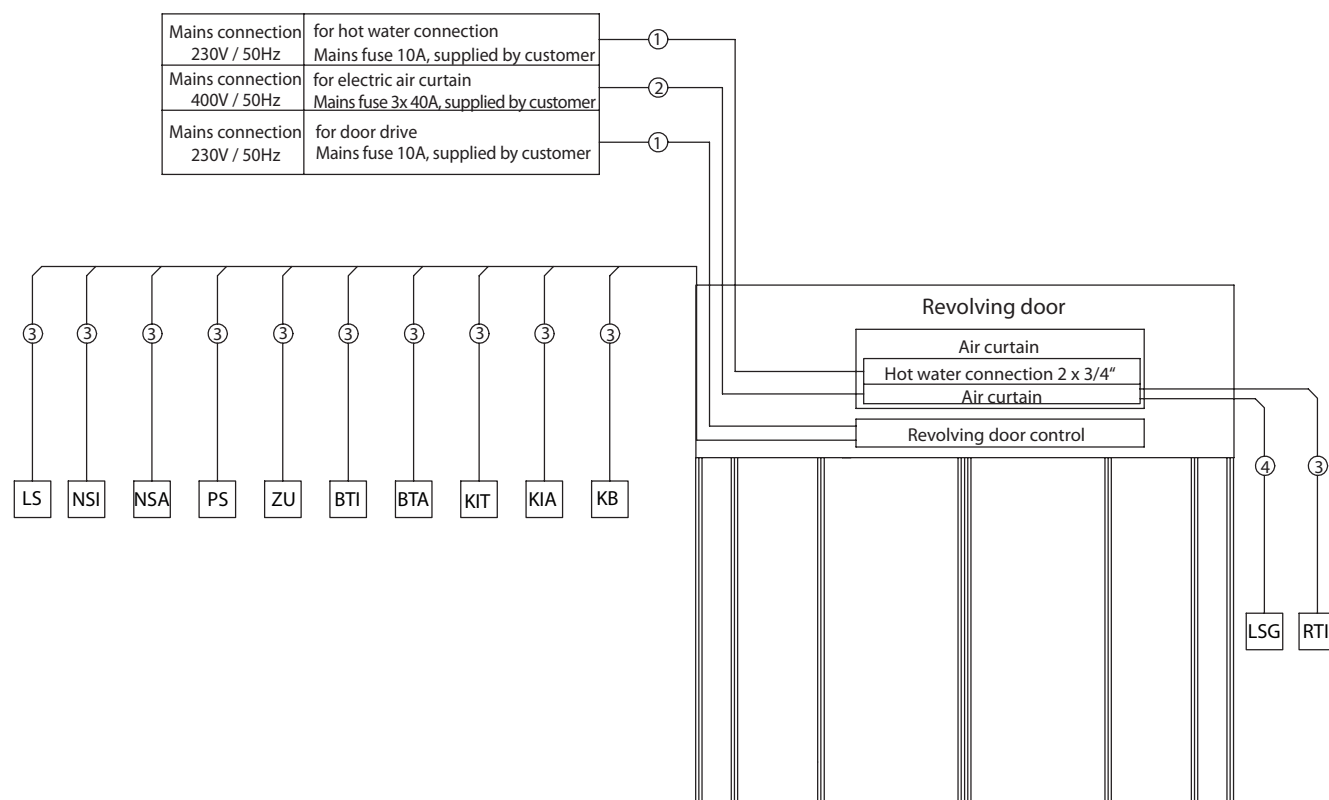 Mains connection
230V / 50Hz
for hot water connection
Mains fuse 10A, supplied by customer
1
Mains connection
400V / 50Hz
for electric air curtain
Mains fuse 3x 40A, supplied by customer
2
Mains connection
230V / 50Hz
for door drive
Mains fuse 10A, supplied by customer
1
Revolving door
Air curtain
Hot water connection 2 x 3/4“
Air curtain
Revolving door control
3 3 3 3 3 3 3 3 3 3
LS NSI NSA PS ZU BTI BTA KIT KIA KB
4 3
LSG RTI